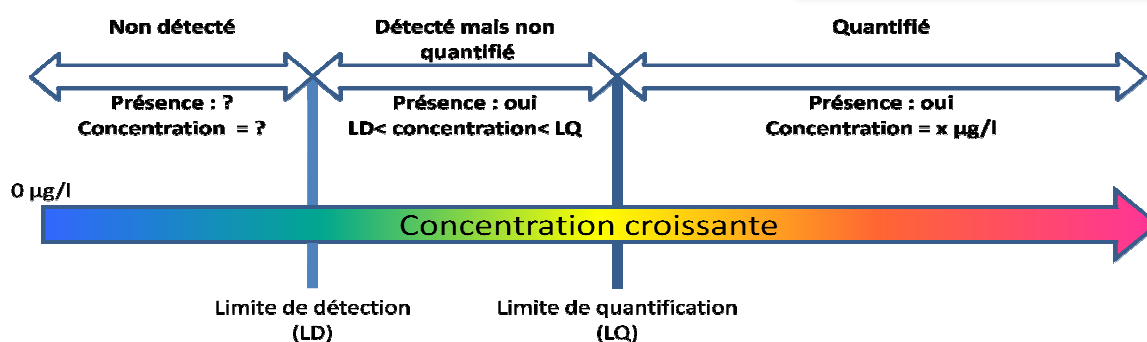 Non détecté
Détecté mais non
quantifié
Quantifié
Présence : ?
Concentration = ?
Présence : oui
LD< concentration< LQ
Présence : oui
Concentration = x µg/l
0 µg/l
Concentration croissante
Limite de détection
(LD)
Limite de quantification
(LQ)